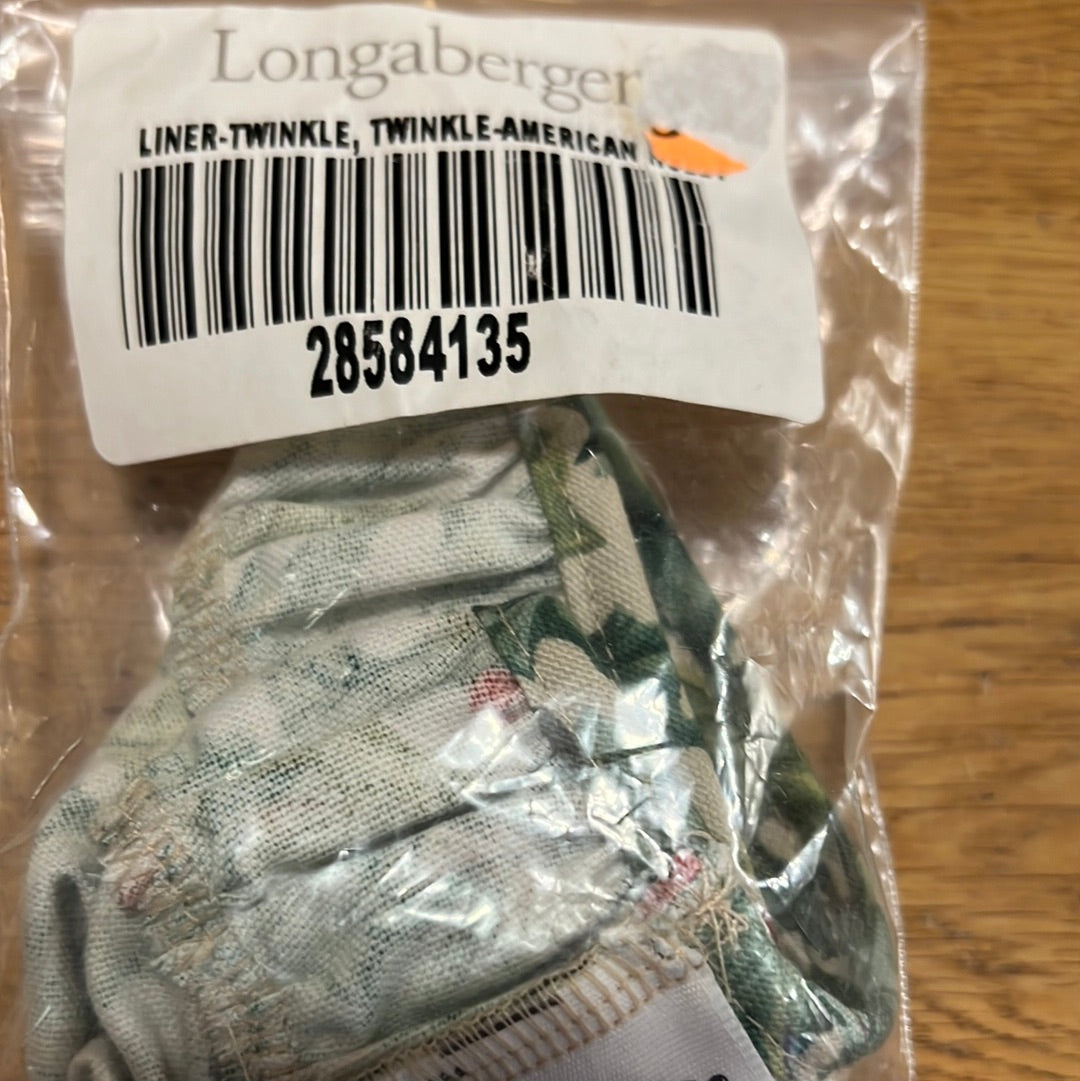 Longaberger
LINER-TWINKLE, TWINKLE-AMERICAN
28584135